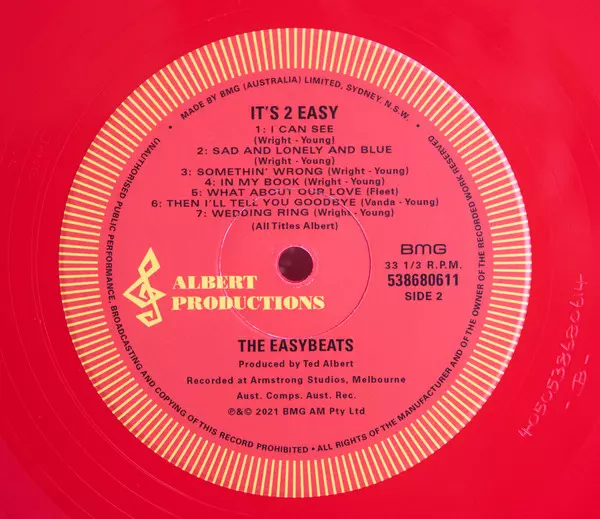 • MADE BY BMG (AUSTRALIA) LIMITED, SYDNEY, N.S.W. •
IT'S 2 EASY
1: I CAN SEE
(Wright - Young)
2: SAD AND LONELY AND BLUE
(Wright - Young)
3: SOMETHIN' WRONG (Wright - Young)
4: IN MY BOOK (Wright - Young)
5: WHAT ABOUT OUR LOVE (Fleet)
6: THEN I'LL TELL YOU GOODBYE (Vanda - Young)
7: WEDDING RING (Wright - Young)
(All Titles Albert)
BMG
33 1/3 R.P.M.
538680611
SIDE 2
ALBERT
PRODUCTIONS
THE EASYBEATS
Produced by Ted Albert
Recorded at Armstrong Studios, Melbourne
Aust. Comps. Aust. Rec.
℗&© 2021 BMG AM Pty Ltd
UNAUTHORISED PUBLIC PERFORMANCE, BROADCASTING AND COPYING OF THIS RECORD PROHIBITED • ALL RIGHTS OF THE MANUFACTURER AND OF THE OWNER OF THE RECORDED WORK RESERVED
4050538680614
- B -